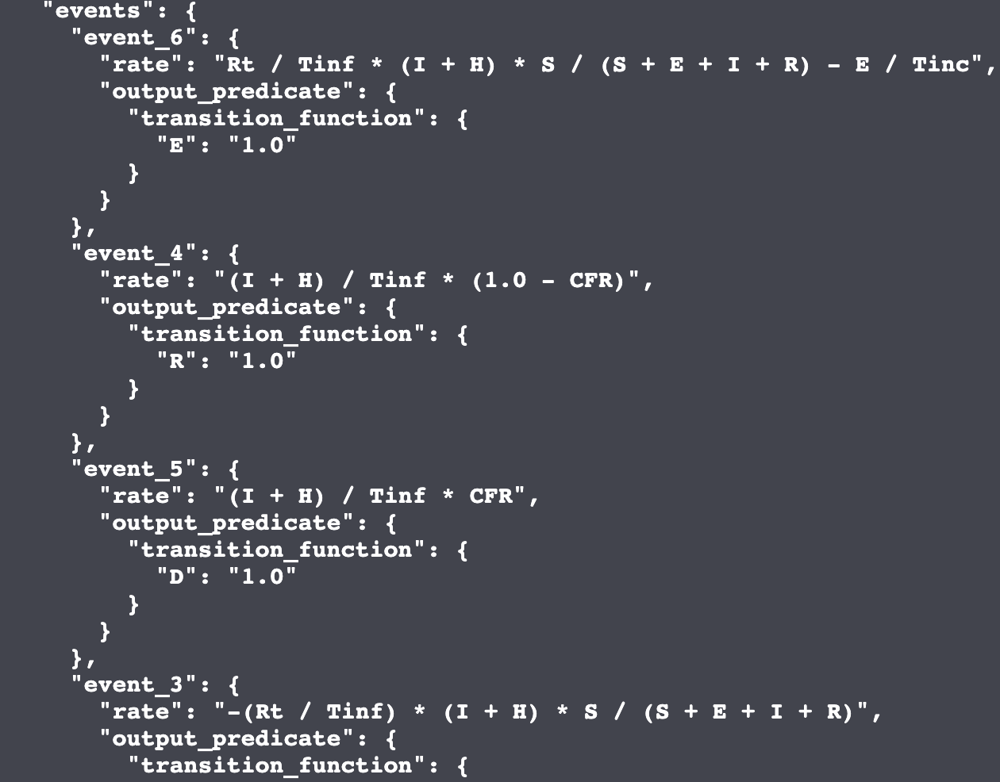 "events": {
"event_6": {
"rate": "Rt / Tinf * (I + H) * S / (S + E + I + R) - E / Tinc",
"output_predicate": {
"transition_function": {
"E": "1.0"
}
}
},
"event_4": {
"rate": "(I + H) / Tinf * (1.0 - CFR)",
"output_predicate": {
"transition_function": {
"R": "1.0"
}
}
},
"event_5": {
"rate": "(I + H) / Tinf * CFR",
"output_predicate": {
"transition_function": {
"D": "1.0"
}
}
},
"event_3": {
"rate": "-(Rt / Tinf) * (I + H) * S / (S + E + I + R)",
"output_predicate": {
"transition_function": {